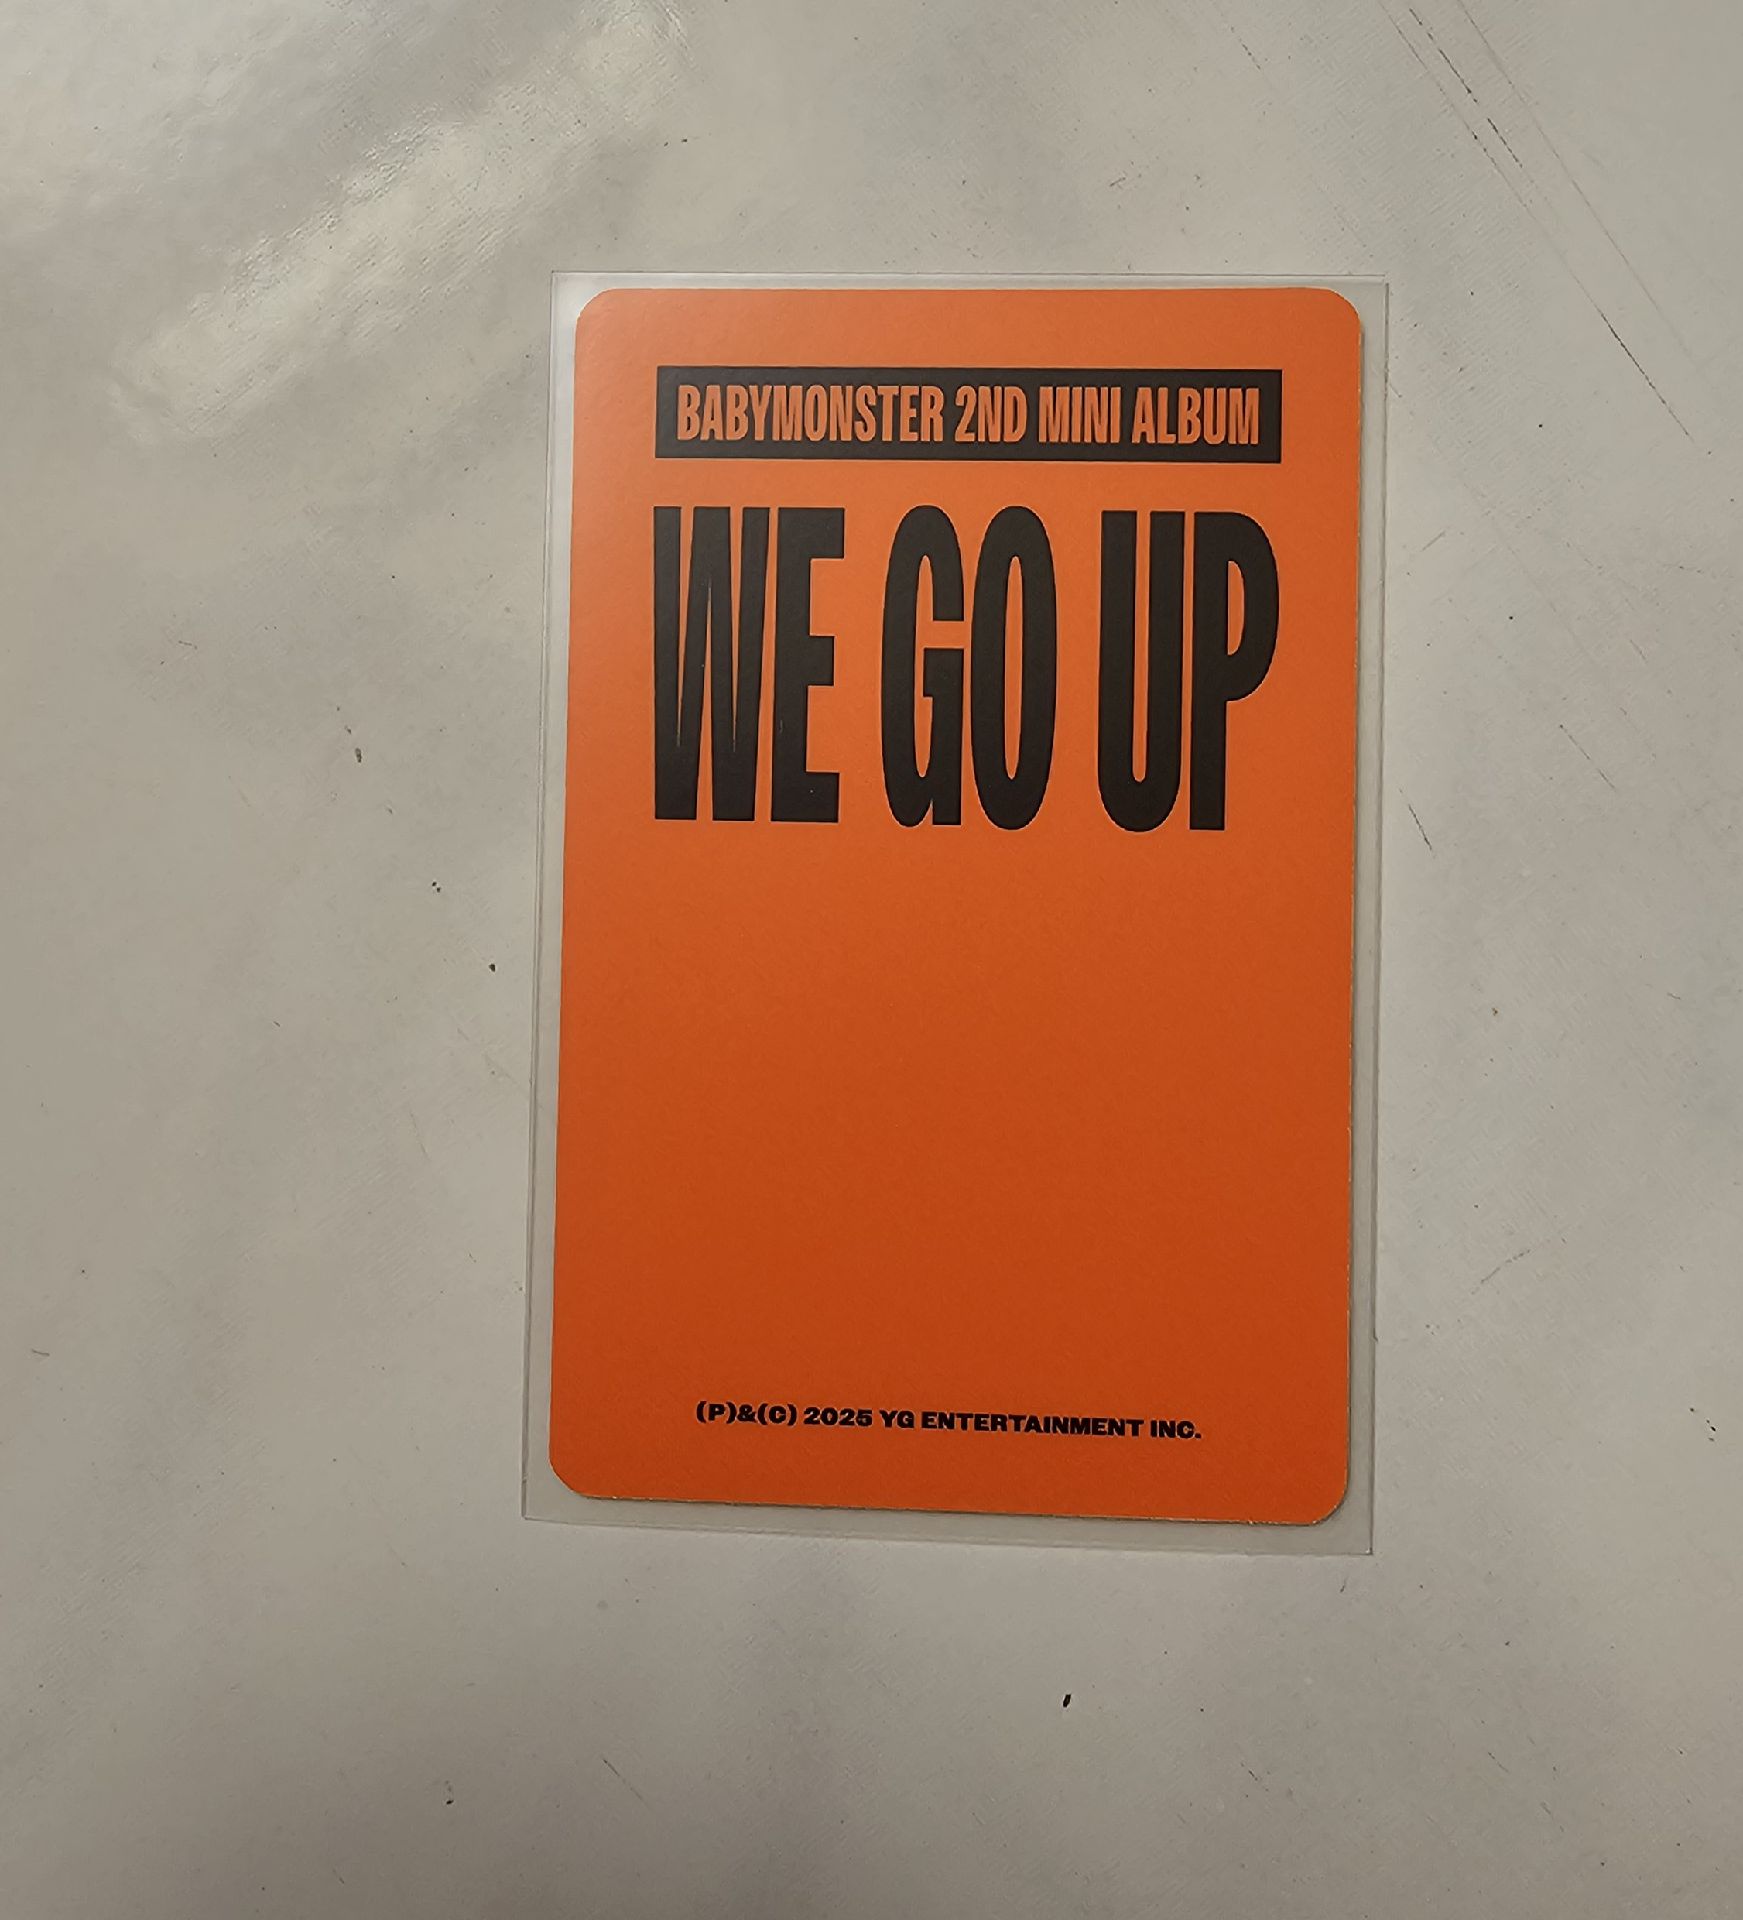 BABYMONSTER 2ND MINI ALBUM
WE GO UP
(P)&(C) 2025 YG ENTERTAINMENT INC.